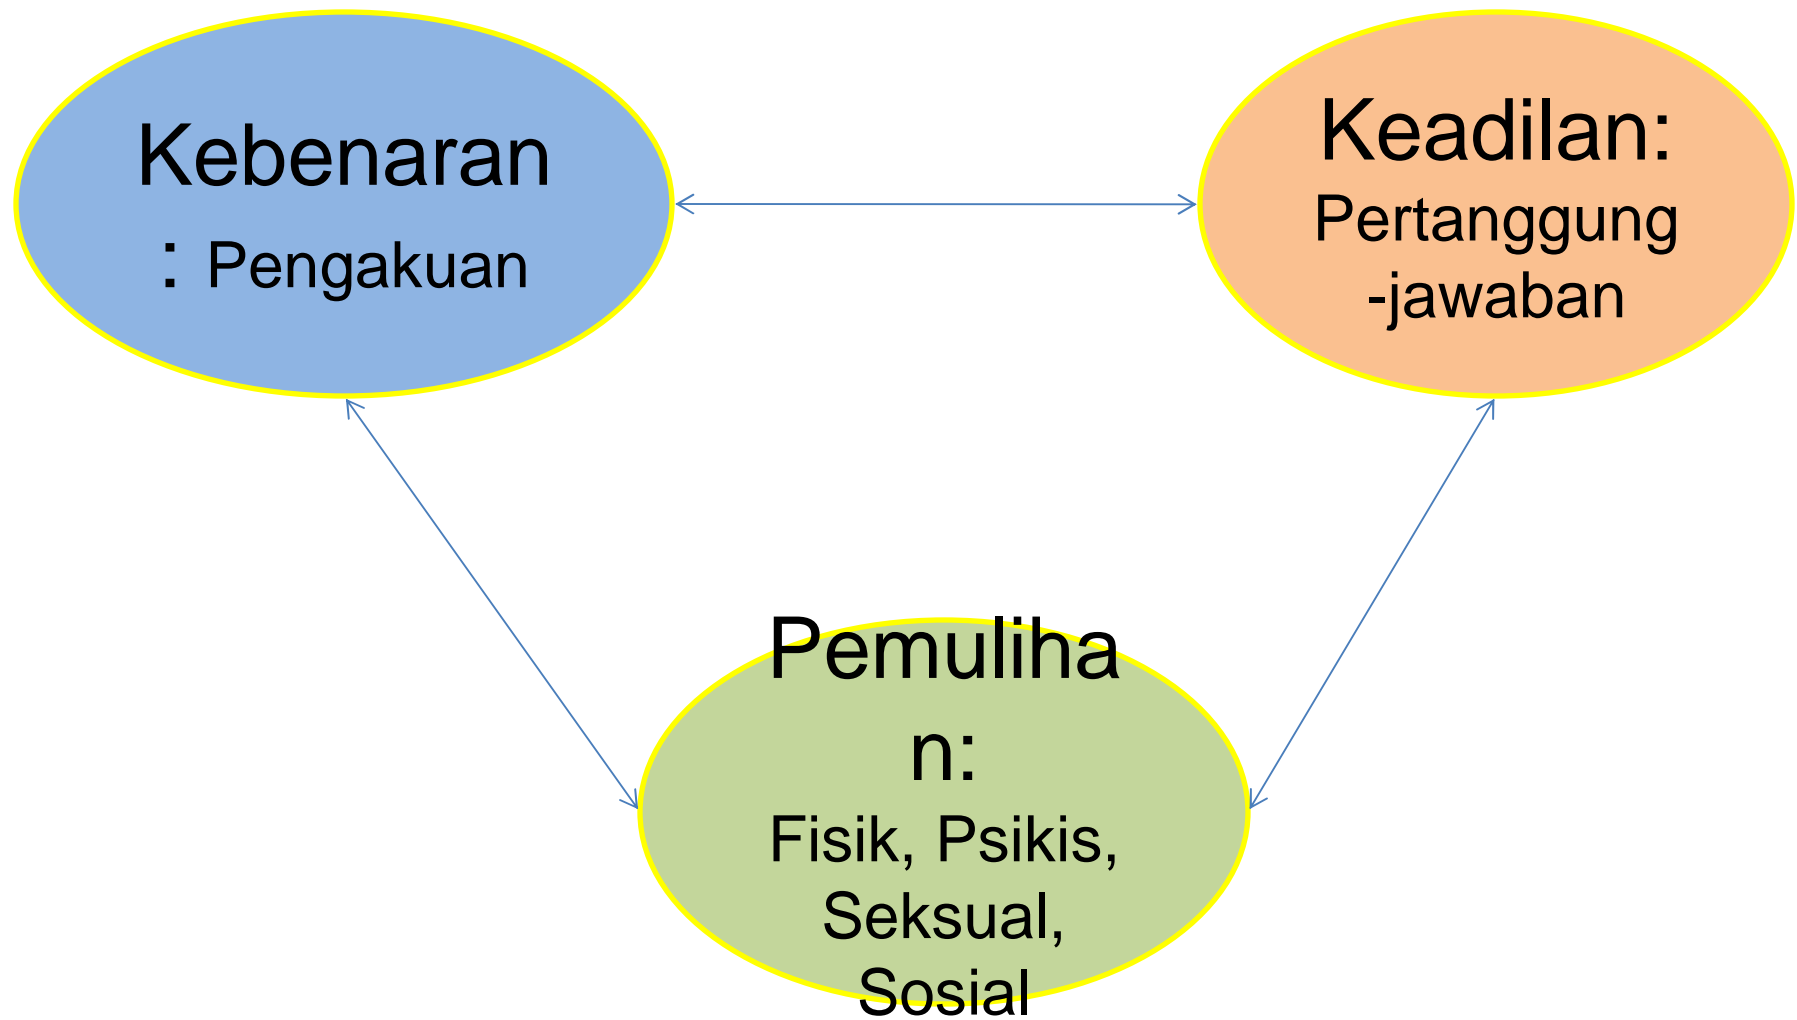 Kebenaran
: Pengakuan
Keadilan:
Pertanggung
-jawaban
Pemuliha
n:
Fisik, Psikis,
Seksual,
Sosial